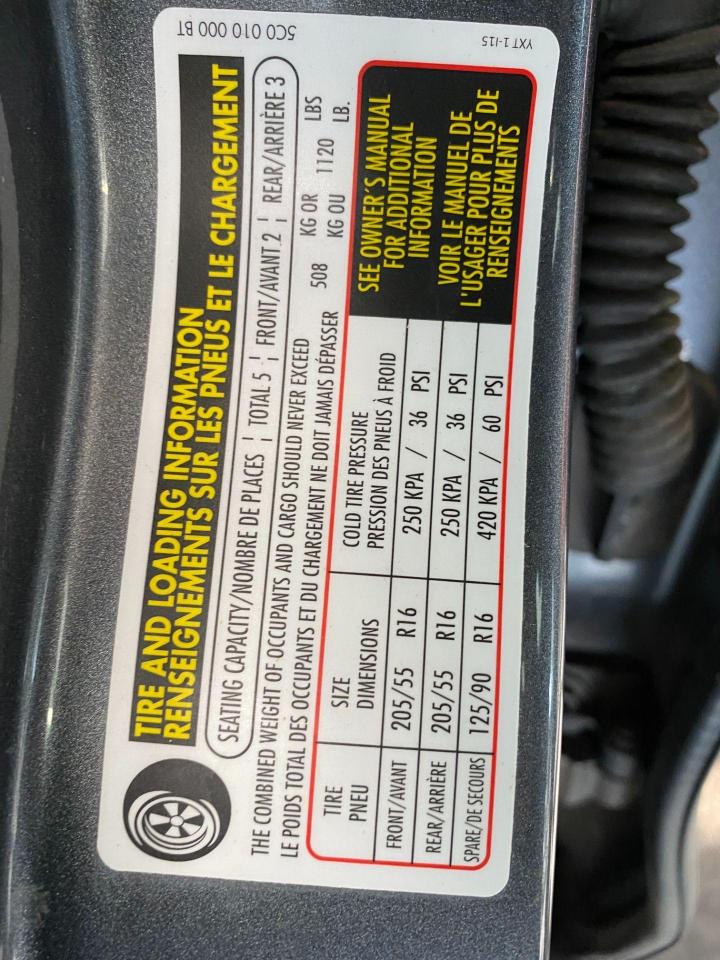 5C0 010 000 BT
YXT 1-I15
TIRE AND LOADING INFORMATION
RENSEIGNEMENTS SUR LES PNEUS ET LE CHARGEMENT
SEATING CAPACITY/NOMBRE DE PLACES ¦ TOTAL 5 ¦ FRONT/AVANT 2 ¦ REAR/ARRIÈRE 3
THE COMBINED WEIGHT OF OCCUPANTS AND CARGO SHOULD NEVER EXCEED 508 KG OR 1120 LBS
LE POIDS TOTAL DES OCCUPANTS ET DU CHARGEMENT NE DOIT JAMAIS DÉPASSER KG OU LB.
TIRE SIZE COLD TIRE PRESSURE
PNEU DIMENSIONS PRESSION DES PNEUS À FROID
FRONT/AVANT 205/55 R16 250 KPA / 36 PSI
REAR/ARRIÈRE 205/55 R16 250 KPA / 36 PSI
SPARE/DE SECOURS 125/90 R16 420 KPA / 60 PSI
SEE OWNER'S MANUAL
FOR ADDITIONAL
INFORMATION
VOIR LE MANUEL DE
L'USAGER POUR PLUS DE
RENSEIGNEMENTS